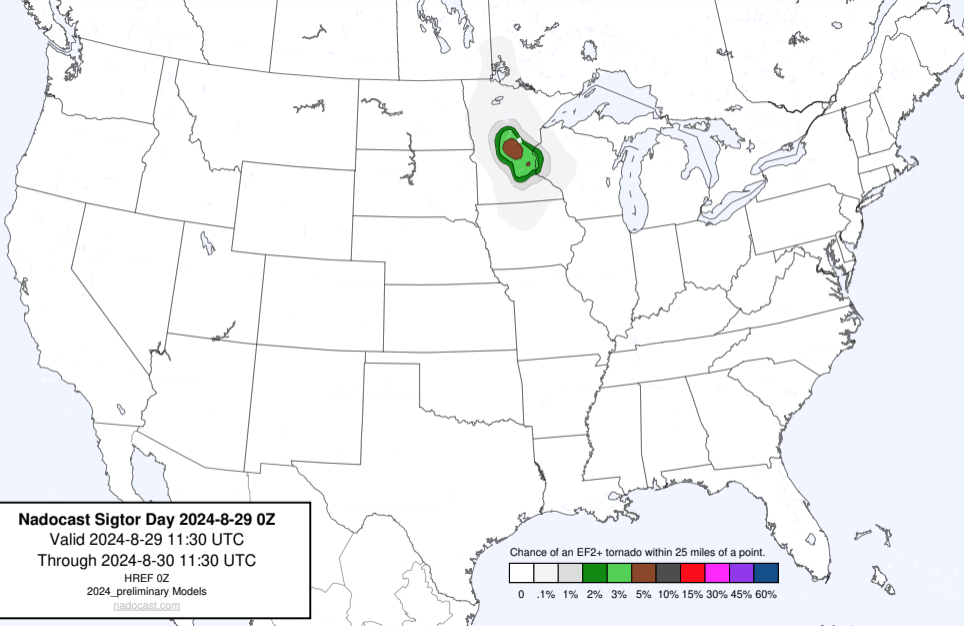 Nadocast Sigtor Day 2024-8-29 0Z
Valid 2024-8-29 11:30 UTC
Through 2024-8-30 11:30 UTC
HREF 0Z
2024_preliminary Models
nadocast.com
Chance of an EF2+ tornado within 25 miles of a point.
0 .1% 1% 2% 3% 5% 10% 15% 30% 45% 60%